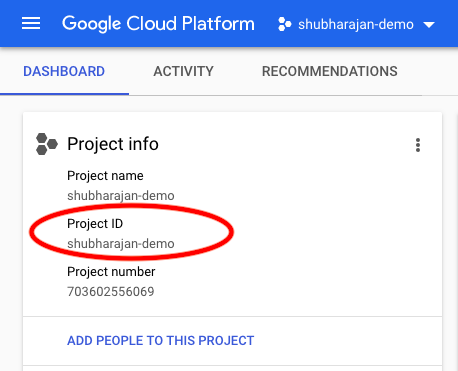 Google Cloud Platform shubharajan-demo
DASHBOARD ACTIVITY RECOMMENDATIONS
Project info
Project name
shubharajan-demo
Project ID
shubharajan-demo
Project number
703602556069
ADD PEOPLE TO THIS PROJECT